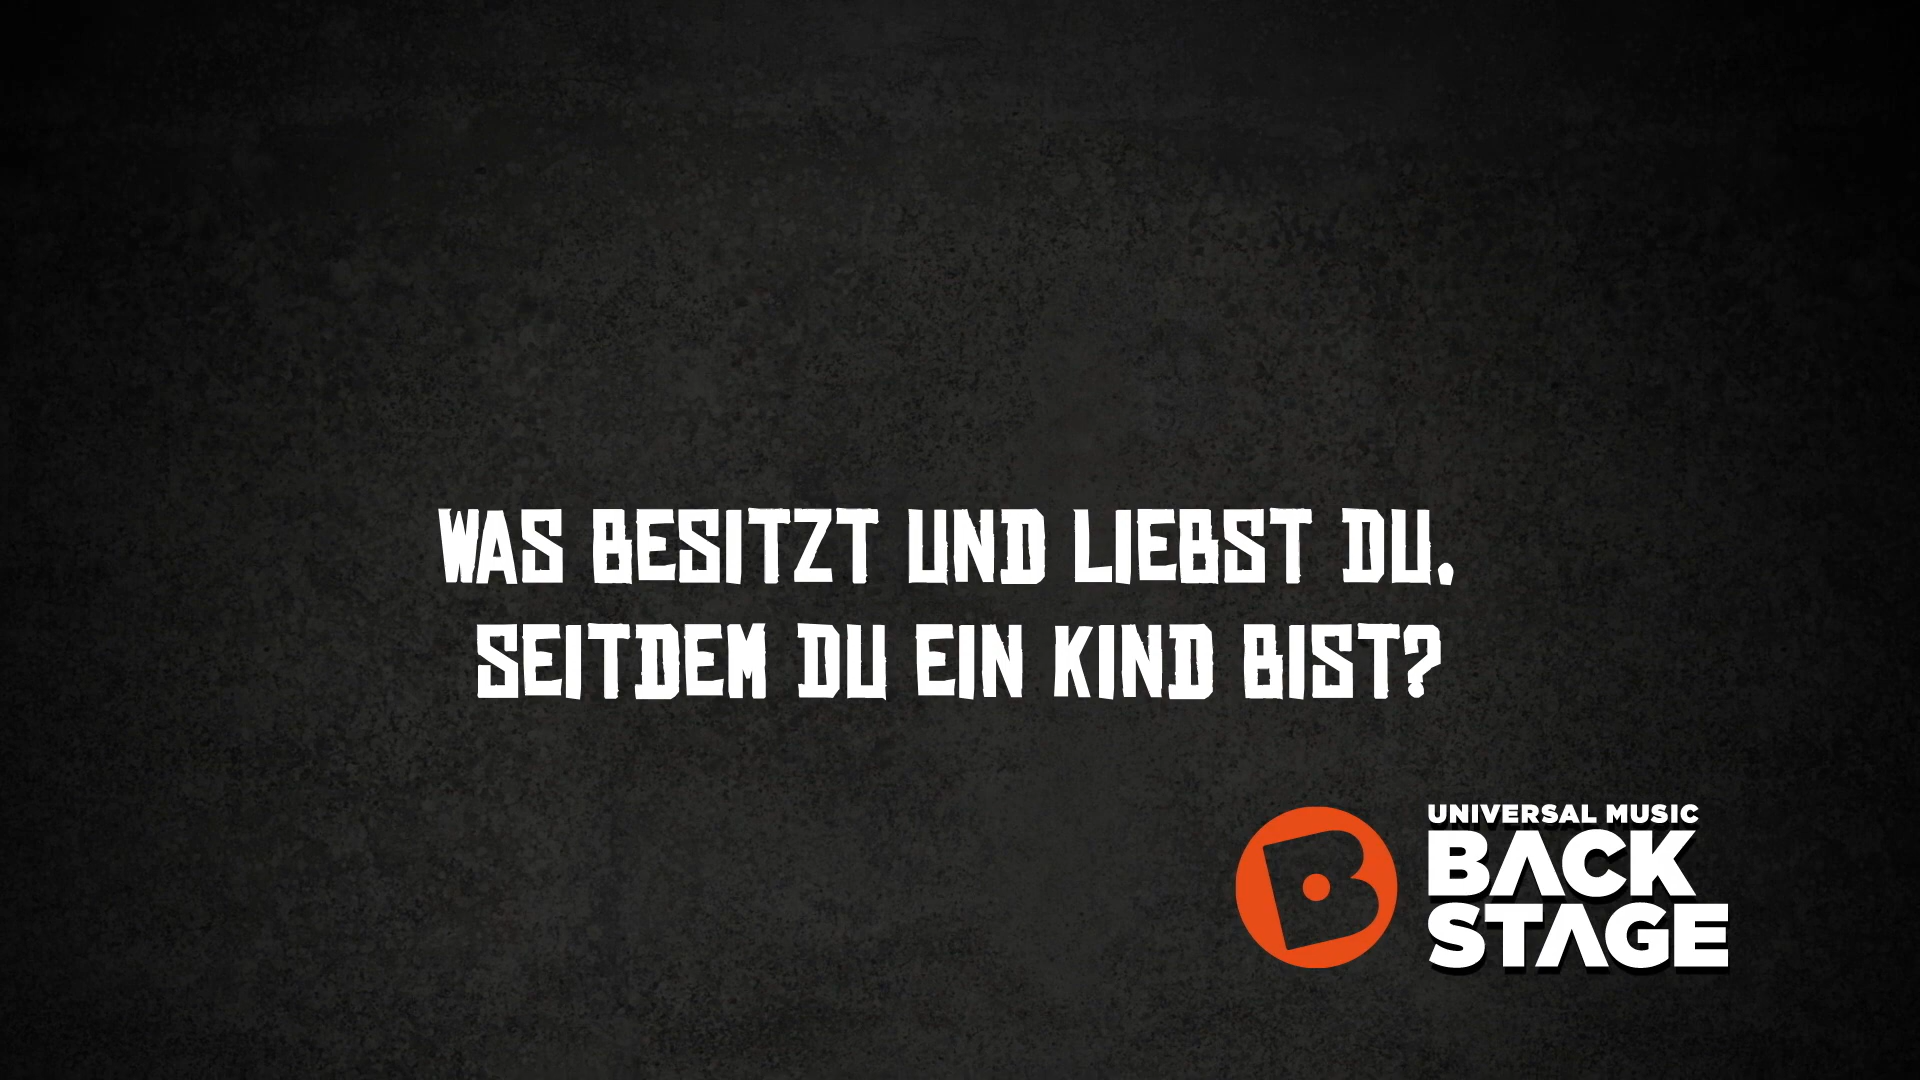 WAS BESITZT UND LIEBST DU,
SEITDEM DU EIN KIND BIST?
UNIVERSAL MUSIC
BACK
STAGE